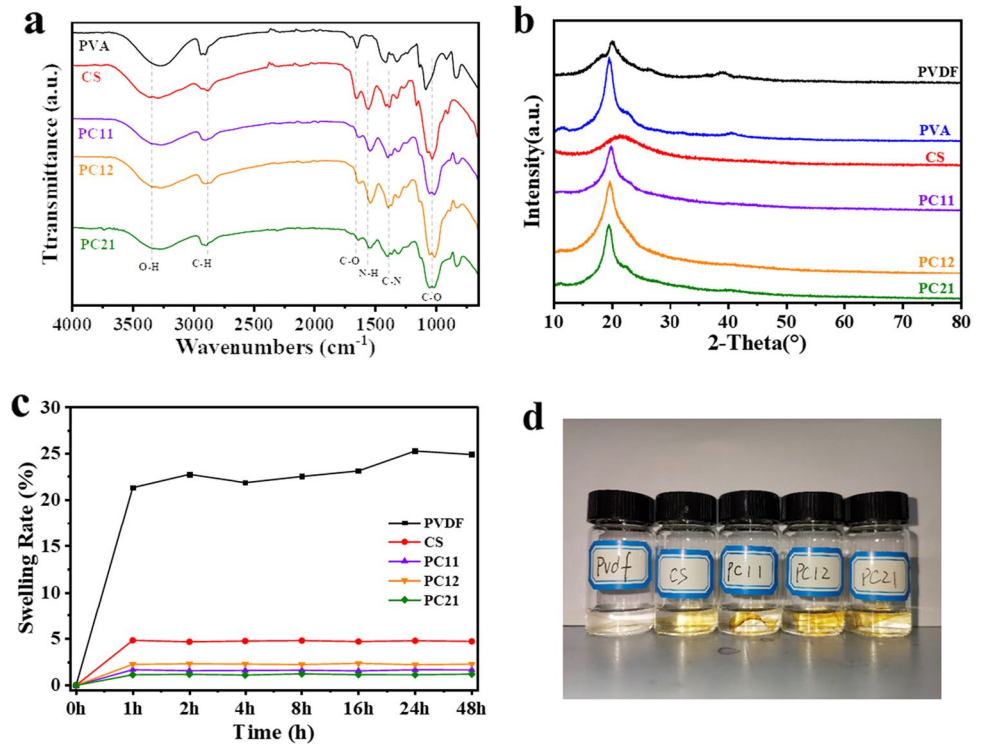 a
PVA
CS
PC11
PC12
PC21
O-H
C-H
C-O
N-H
C-N
C-O
Ttransmittance (a.u.)
4000 3500 3000 2500 2000 1500 1000
Wavenumbers (cm⁻¹)
b
PVDF
PVA
CS
PC11
PC12
PC21
Intensity(a.u.)
10 20 30 40 50 60 70 80
2-Theta(°)
c
30
25
20
15
10
5
0
Swelling Rate (%)
PVDF
CS
PC11
PC12
PC21
0h 1h 2h 4h 8h 16h 24h 48h
Time (h)
d
Pvdf
CS
PC11
PC12
PC21